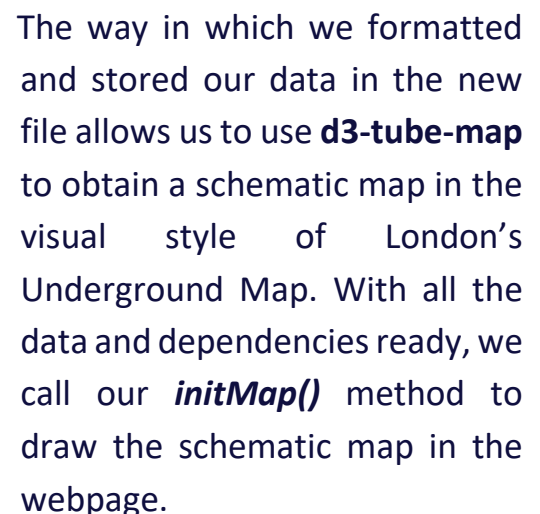 The way in which we formatted
and stored our data in the new
file allows us to use d3-tube-map
to obtain a schematic map in the
visual style of London’s
Underground Map. With all the
data and dependencies ready, we
call our initMap() method to
draw the schematic map in the
webpage.